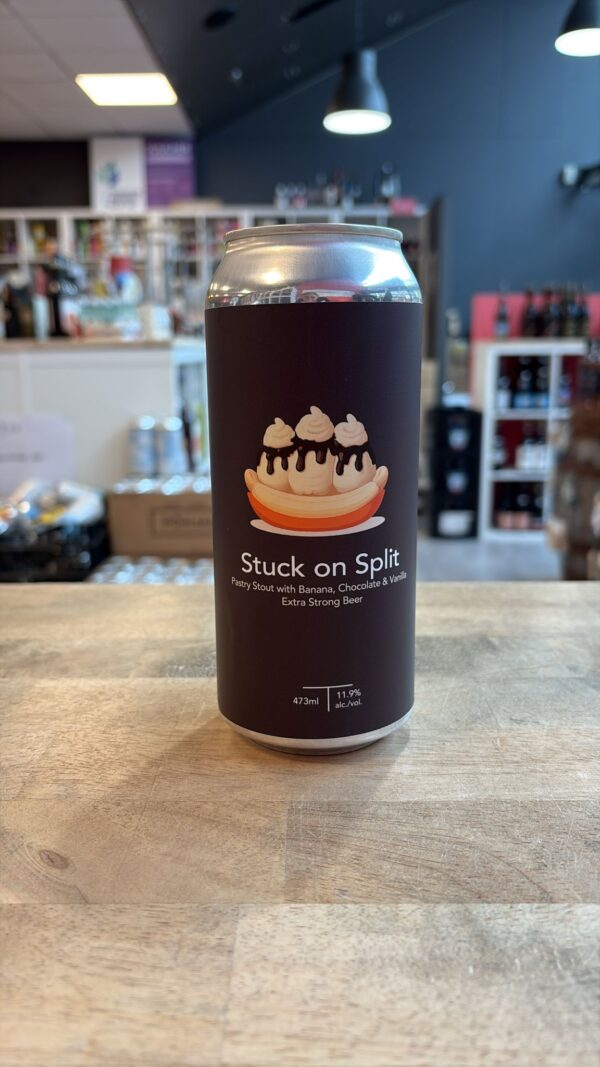 Stuck on Split
Pastry Stout with Banana, Chocolate & Vanilla
Extra Strong Beer
473ml
11.9%
alc./vol.